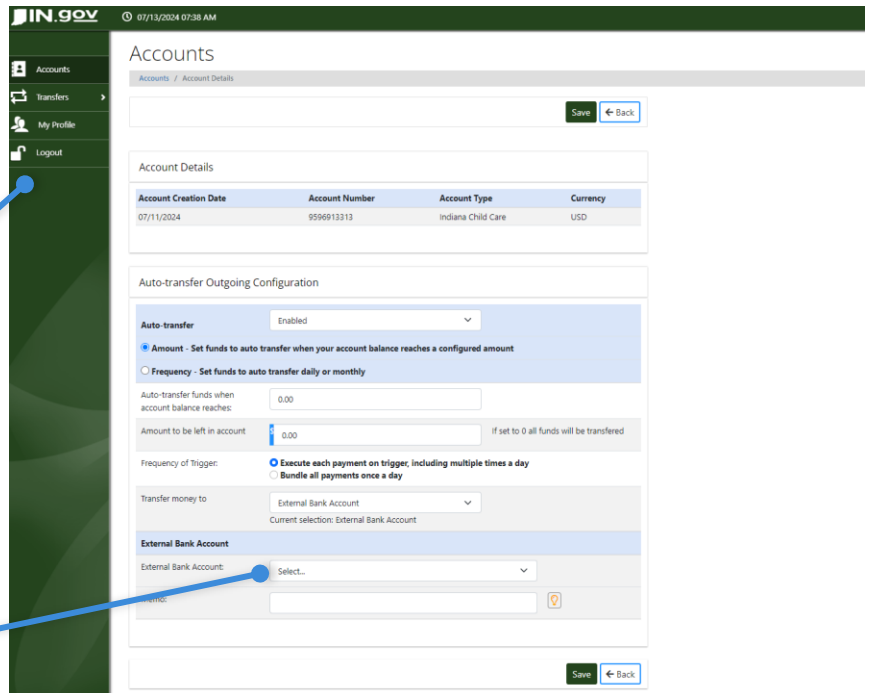 IN.gov
07/13/2024 07:38 AM
Accounts
Transfers
My Profile
Logout
Accounts
Accounts / Account Details
Save Back
Account Details
Account Creation Date Account Number Account Type Currency
07/11/2024 9596913313 Indiana Child Care USD
Auto-transfer Outgoing Configuration
Auto-transfer Enabled
Amount - Set funds to auto transfer when your account balance reaches a configured amount
Frequency - Set funds to auto transfer daily or monthly
Auto-transfer funds when
account balance reaches: 0.00
Amount to be left in account 0.00 If set to 0 all funds will be transfered
Frequency of Trigger: Execute each payment on trigger, including multiple times a day
Bundle all payments once a day
Transfer money to External Bank Account
Current selection: External Bank Account
External Bank Account
External Bank Account: Select...
Save Back